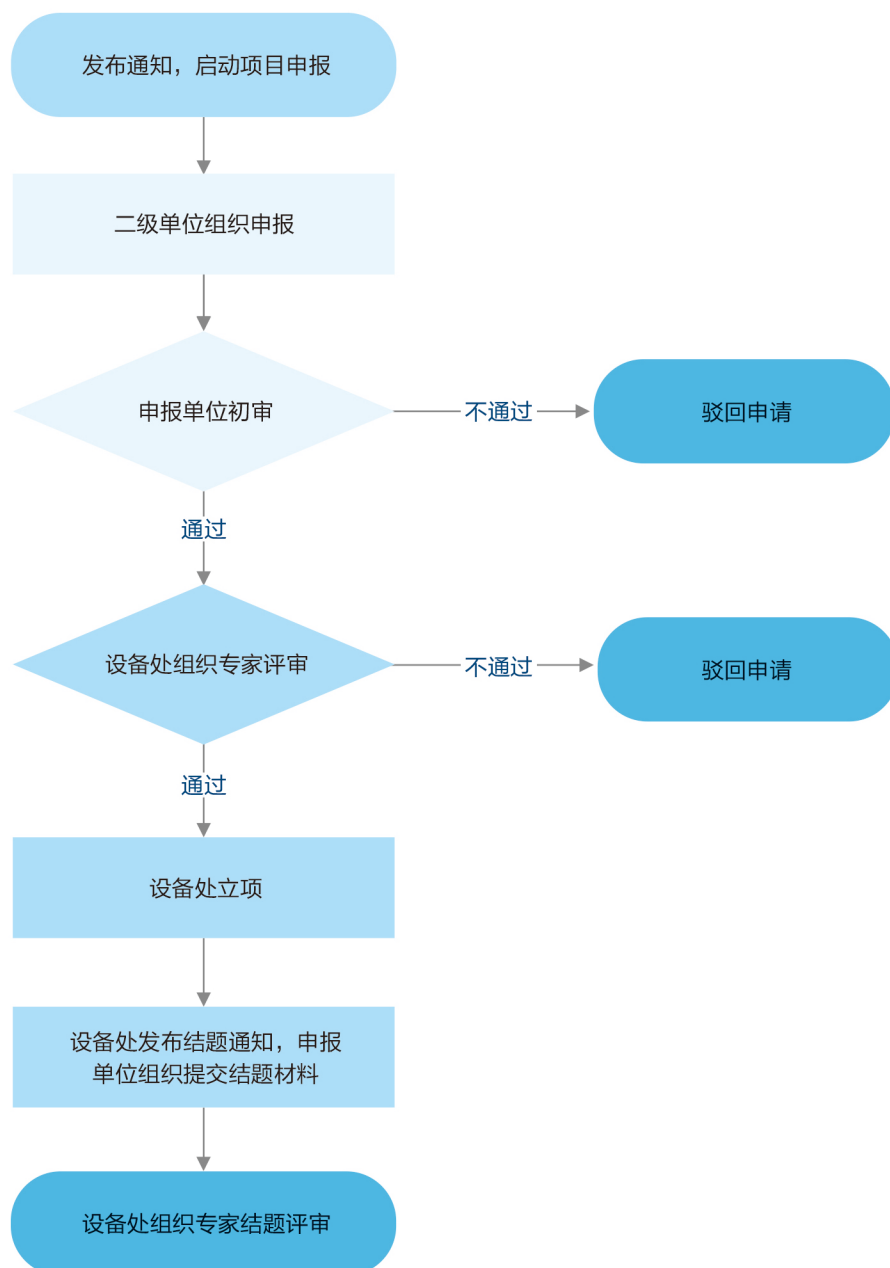 发布通知，启动项目申报
二级单位组织申报
申报单位初审
不通过
驳回申请
通过
设备处组织专家评审
不通过
驳回申请
通过
设备处立项
设备处发布结题通知，申报
单位组织提交结题材料
设备处组织专家结题评审